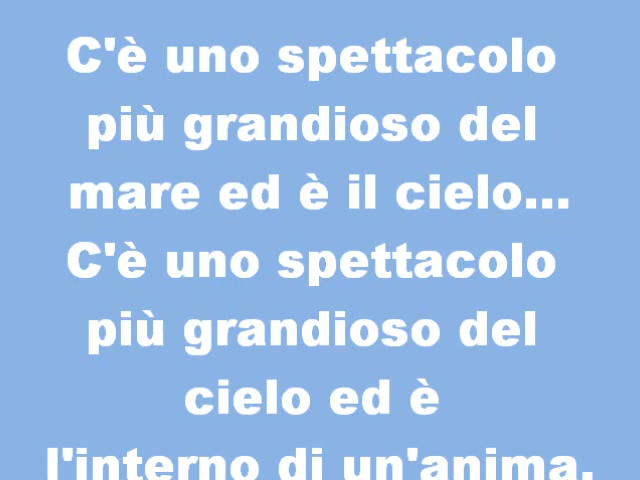 C'è uno spettacolo
più grandioso del
mare ed è il cielo...
C'è uno spettacolo
più grandioso del
cielo ed è
l'interno di un'anima.